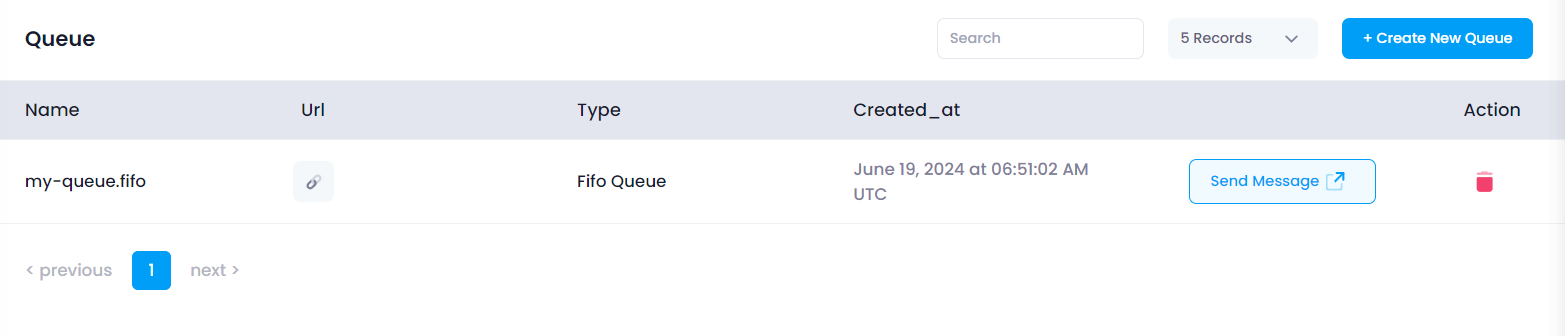 Queue
Search
5 Records
+ Create New Queue
Name Url Type Created_at Action
my-queue.fifo Fifo Queue June 19, 2024 at 06:51:02 AM
UTC
Send Message
< previous 1 next >